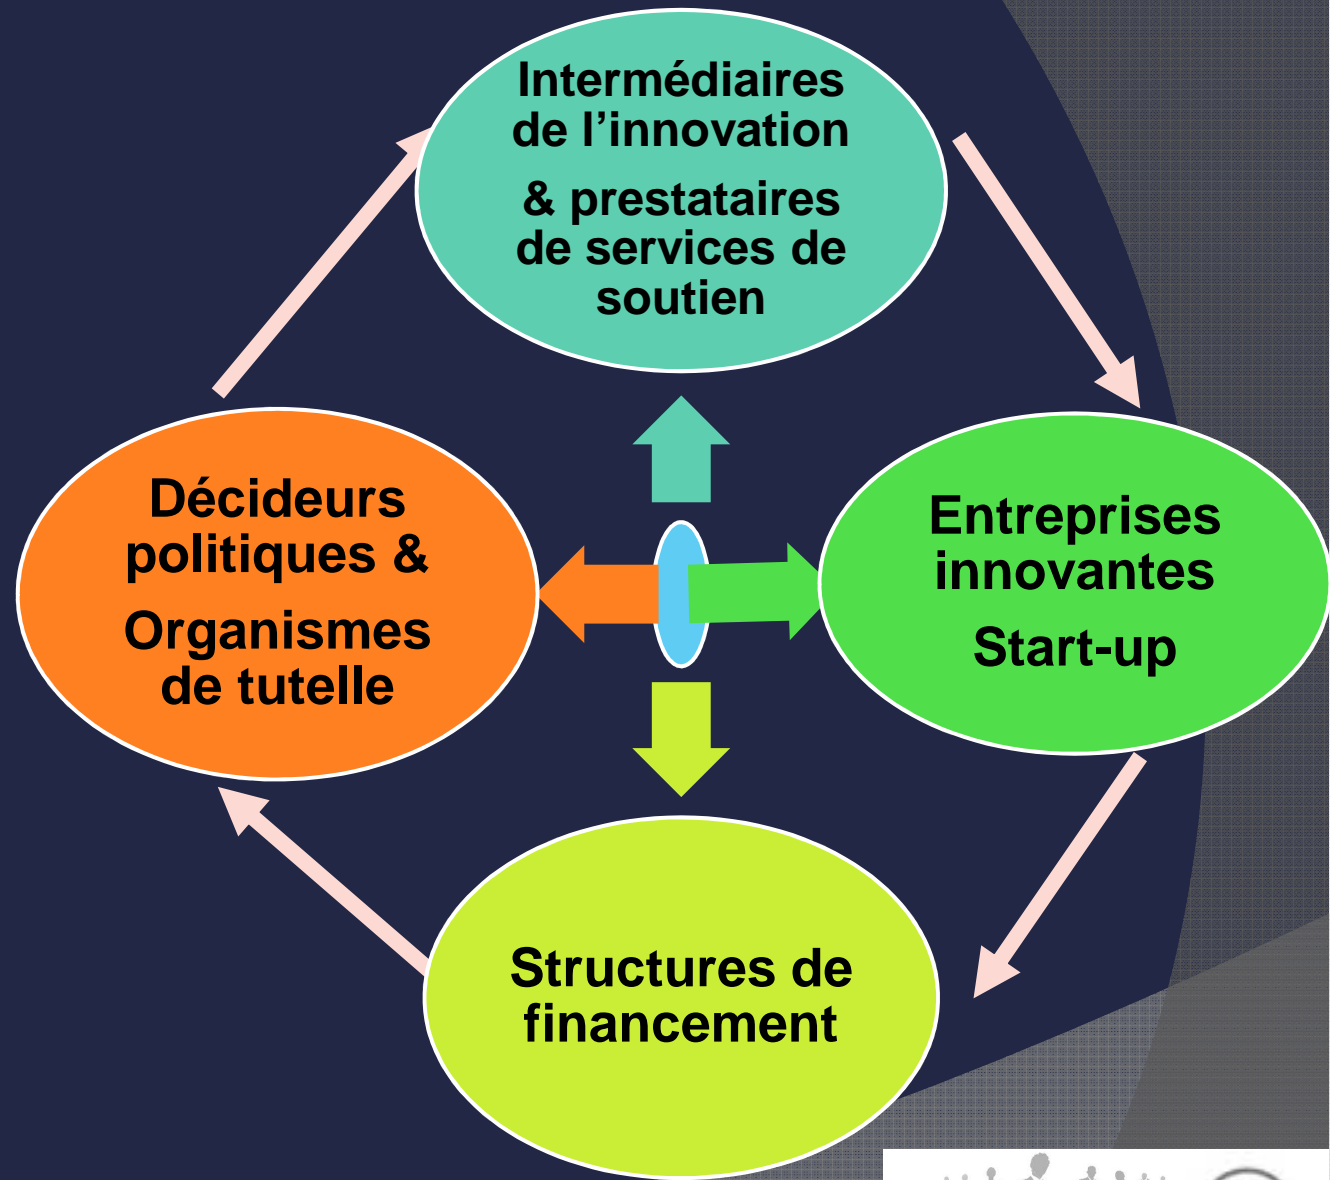 Intermédiaires
de l’innovation
& prestataires
de services de
soutien
Décideurs
politiques &
Organismes
de tutelle
Entreprises
innovantes
Start-up
Structures de
financement